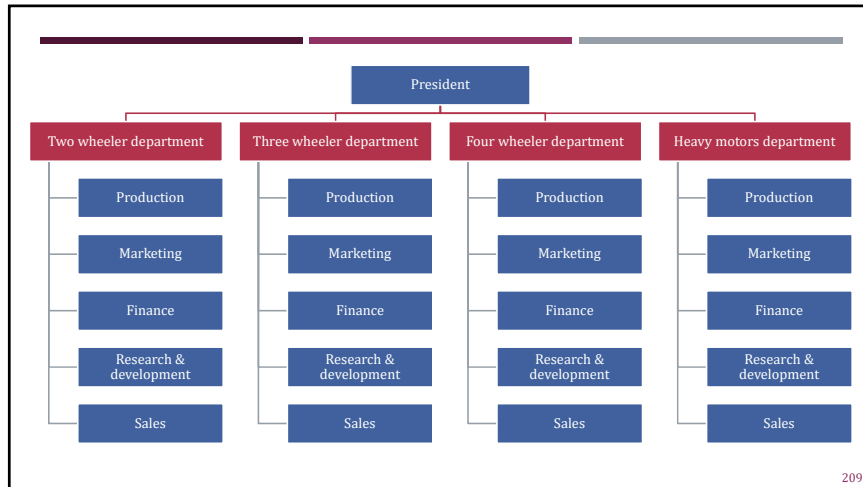 President
Two wheeler department
Three wheeler department
Four wheeler department
Heavy motors department
Production
Production
Production
Production
Marketing
Marketing
Marketing
Marketing
Finance
Finance
Finance
Finance
Research &
development
Research &
development
Research &
development
Research &
development
Sales
Sales
Sales
Sales
209